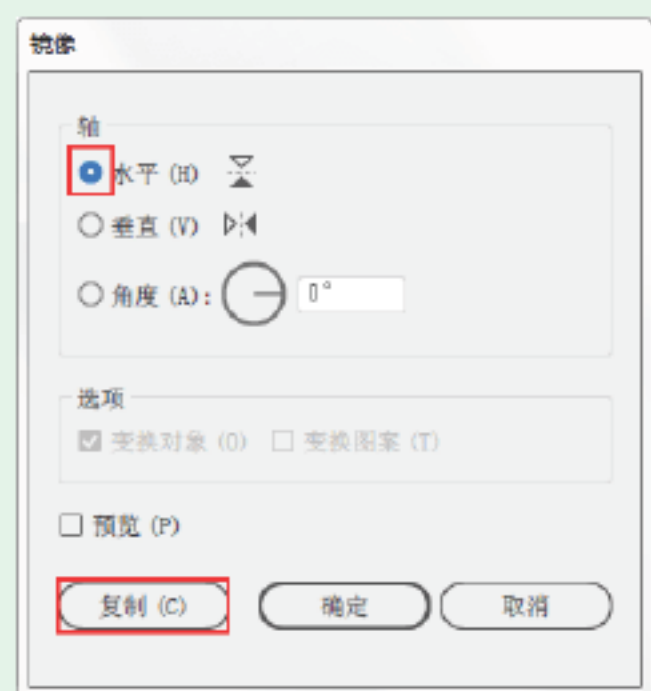 镜像
轴
水平 (H)
垂直 (V)
角度 (A): 0°
选项
变换对象 (O) 变换图案 (T)
预览 (P)
复制 (C) 确定 取消